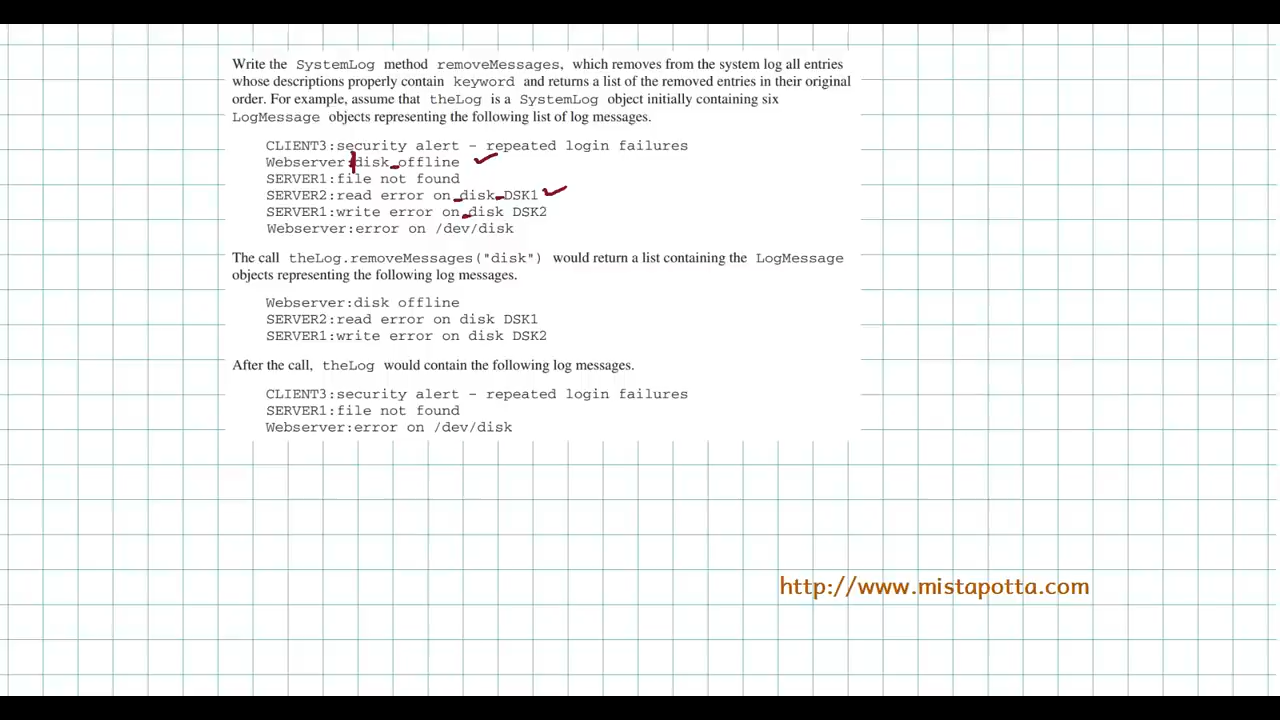 Write the SystemLog method removeMessages, which removes from the system log all entries
whose descriptions properly contain keyword and returns a list of the removed entries in their original
order. For example, assume that theLog is a SystemLog object initially containing six
LogMessage objects representing the following list of log messages.
CLIENT3:security alert - repeated login failures
Webserver:disk offline
SERVER1:file not found
SERVER2:read error on disk DSK1
SERVER1:write error on disk DSK2
Webserver:error on /dev/disk
The call theLog.removeMessages("disk") would return a list containing the LogMessage
objects representing the following log messages.
Webserver:disk offline
SERVER2:read error on disk DSK1
SERVER1:write error on disk DSK2
After the call, theLog would contain the following log messages.
CLIENT3:security alert - repeated login failures
SERVER1:file not found
Webserver:error on /dev/disk
http://www.mistapotta.com